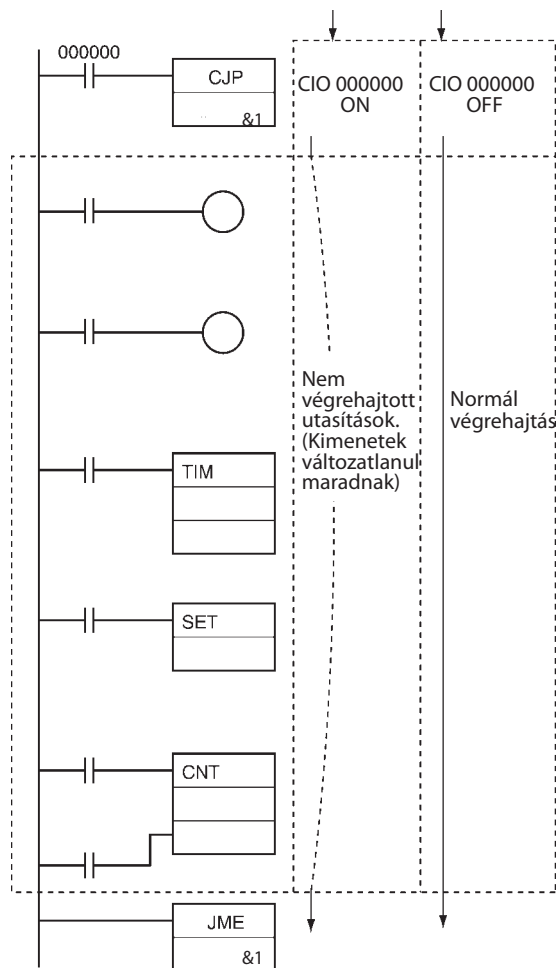 000000
CJP
&1
CIO 000000
ON
CIO 000000
OFF
Nem
végrehajtott
utasítások.
(Kimenetek
változatlanul
maradnak)
Normál
végrehajtás
TIM
SET
CNT
JME
&1